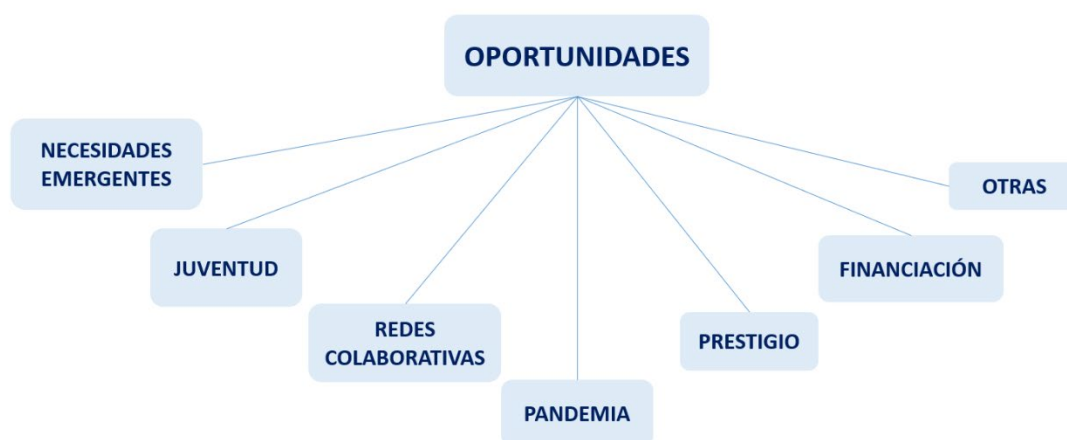 OPORTUNIDADES
NECESIDADES
EMERGENTES
JUVENTUD
REDES
COLABORATIVAS
PANDEMIA
PRESTIGIO
FINANCIACIÓN
OTRAS